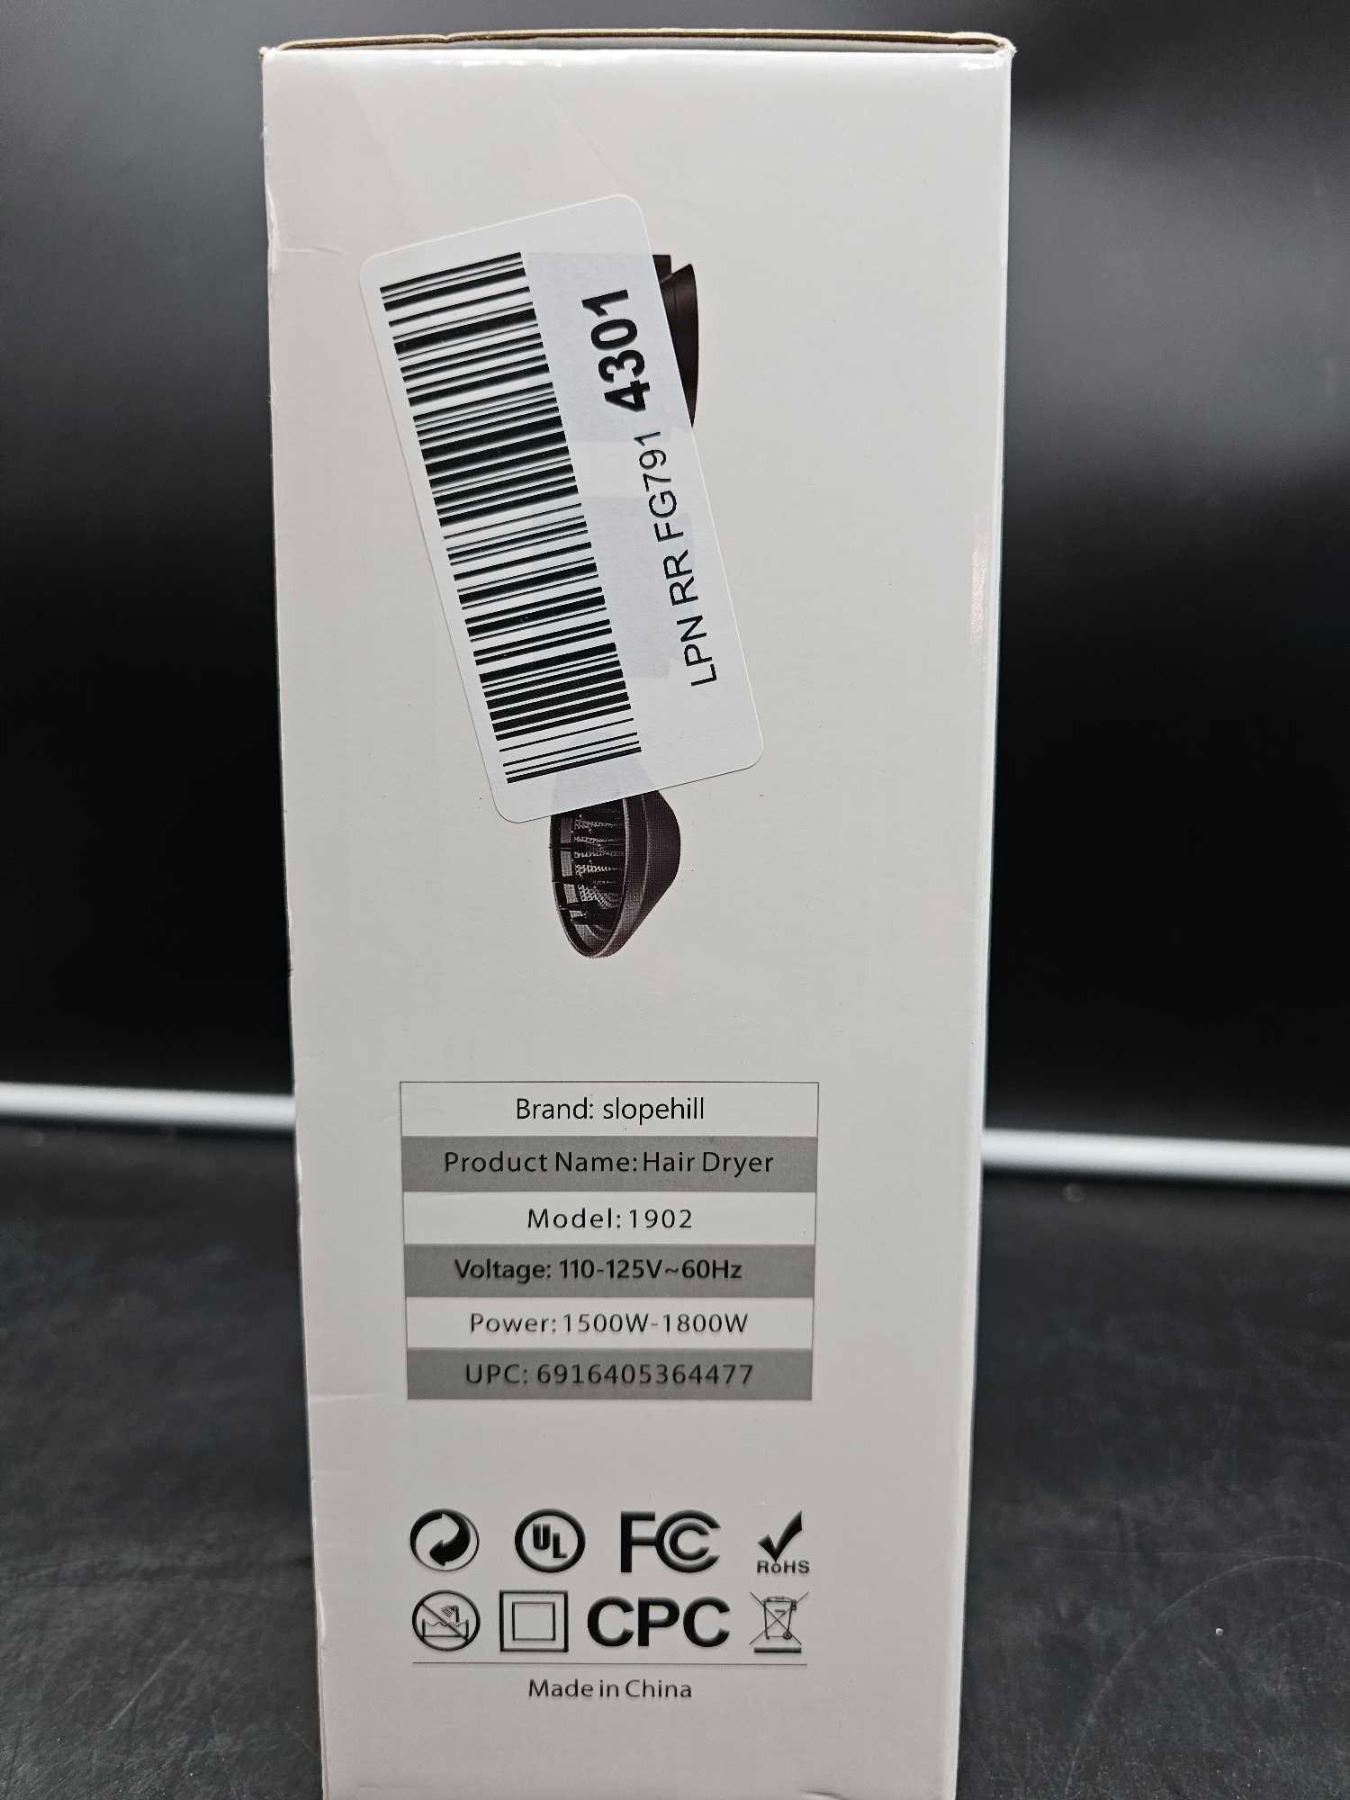 LPN RR FG791 4301
Brand: slopehill
Product Name: Hair Dryer
Model: 1902
Voltage: 110-125V~60Hz
Power: 1500W-1800W
UPC: 6916405364477
UL FC RoHS
CPC
Made in China